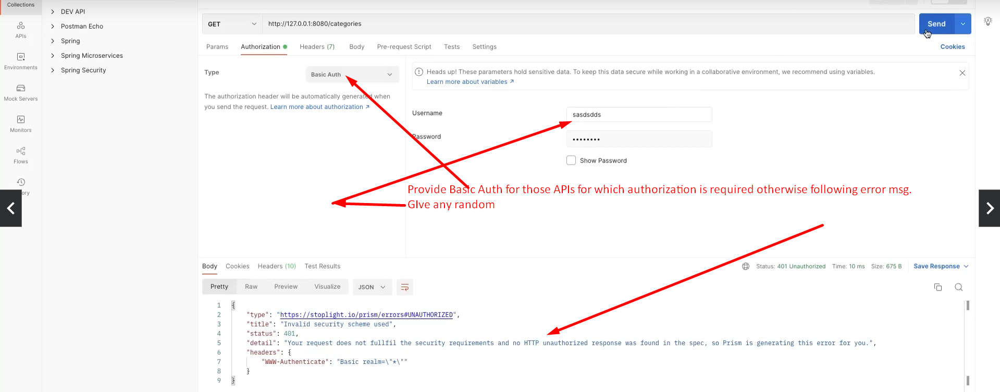 Collections
APIs
Environments
Mock Servers
Monitors
Flows
DEV API
Postman Echo
Spring
Spring Microservices
Spring Security
GET
http://127.0.0.1:8080/categories
Send
Params Authorization Headers (7) Body Pre-request Script Tests Settings
Cookies
Type
Basic Auth
The authorization header will be automatically generated when
you send the request. Learn more about authorization ↗
Heads up! These parameters hold sensitive data. To keep this data secure while working in a collaborative environment, we recommend using variables.
Learn more about variables ↗
Username
sasdsdds
Password
••••••••
Show Password
Provide Basic Auth for those APIs for which authorization is required otherwise following error msg.
GIve any random
Body Cookies Headers (10) Test Results
Status: 401 Unauthorized Time: 10 ms Size: 675 B Save Response
Pretty Raw Preview Visualize JSON
1 {
2 "type": "https://stoplight.io/prism/errors#UNAUTHORIZED",
3 "title": "Invalid security scheme used",
4 "status": 401,
5 "detail": "Your request does not fullfil the security requirements and no HTTP unauthorized response was found in the spec, so Prism is generating this error for you.",
6 "headers": {
7 "WWW-Authenticate": "Basic realm=\"*\""
8 }
9 }